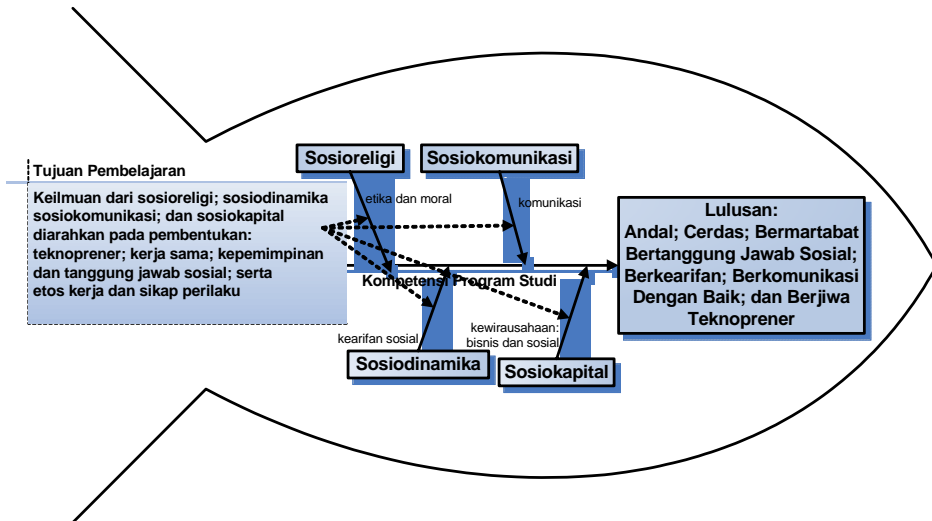 Sosioreligi
Sosiokomunikasi
Tujuan Pembelajaran
Keilmuan dari sosioreligi; sosiodinamika
sosiokomunikasi; dan sosiokapital
diarahkan pada pembentukan:
teknoprener; kerja sama; kepemimpinan
dan tanggung jawab sosial; serta
etos kerja dan sikap perilaku
etika dan moral
komunikasi
Kompetensi Program Studi
Lulusan:
Andal; Cerdas; Bermartabat
Bertanggung Jawab Sosial;
Berkearifan; Berkomunikasi
Dengan Baik; dan Berjiwa
Teknoprener
kearifan sosial
kewirausahaan:
bisnis dan sosial
Sosiodinamika
Sosiokapital